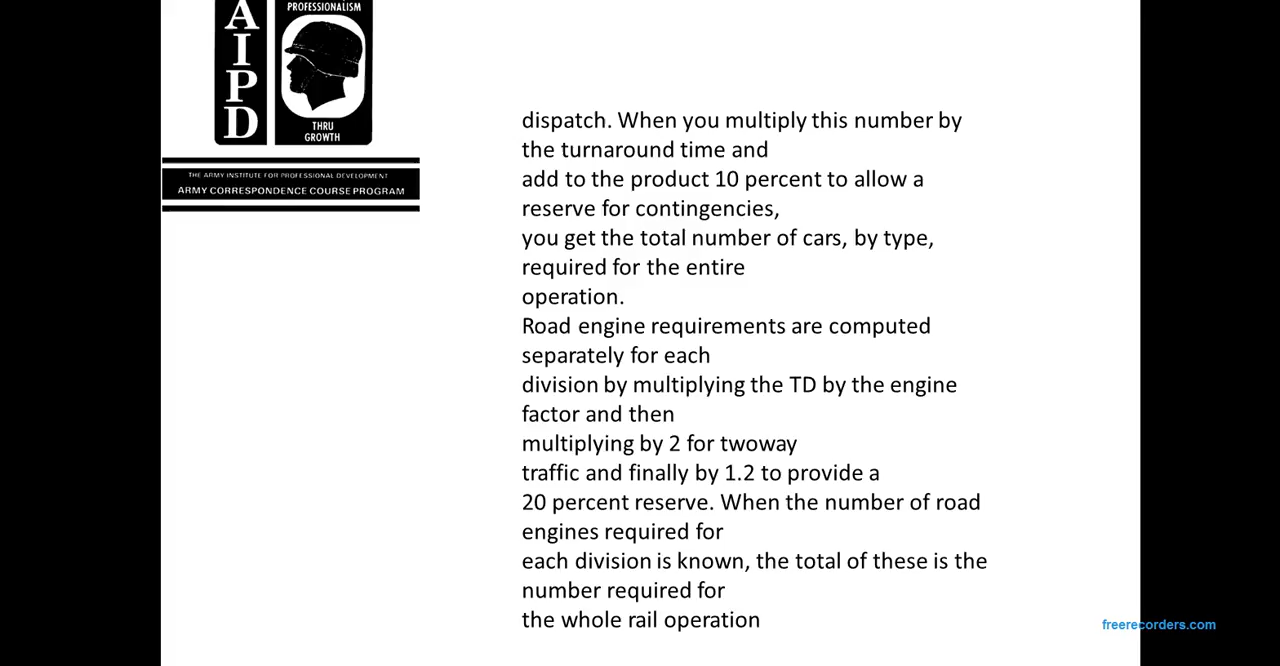 AIPD
PROFESSIONALISM
THRU
GROWTH
THE ARMY INSTITUTE FOR PROFESSIONAL DEVELOPMENT
ARMY CORRESPONDENCE COURSE PROGRAM
dispatch. When you multiply this number by
the turnaround time and
add to the product 10 percent to allow a
reserve for contingencies,
you get the total number of cars, by type,
required for the entire
operation.
Road engine requirements are computed
separately for each
division by multiplying the TD by the engine
factor and then
multiplying by 2 for twoway
traffic and finally by 1.2 to provide a
20 percent reserve. When the number of road
engines required for
each division is known, the total of these is the
number required for
the whole rail operation
freerecorders.com